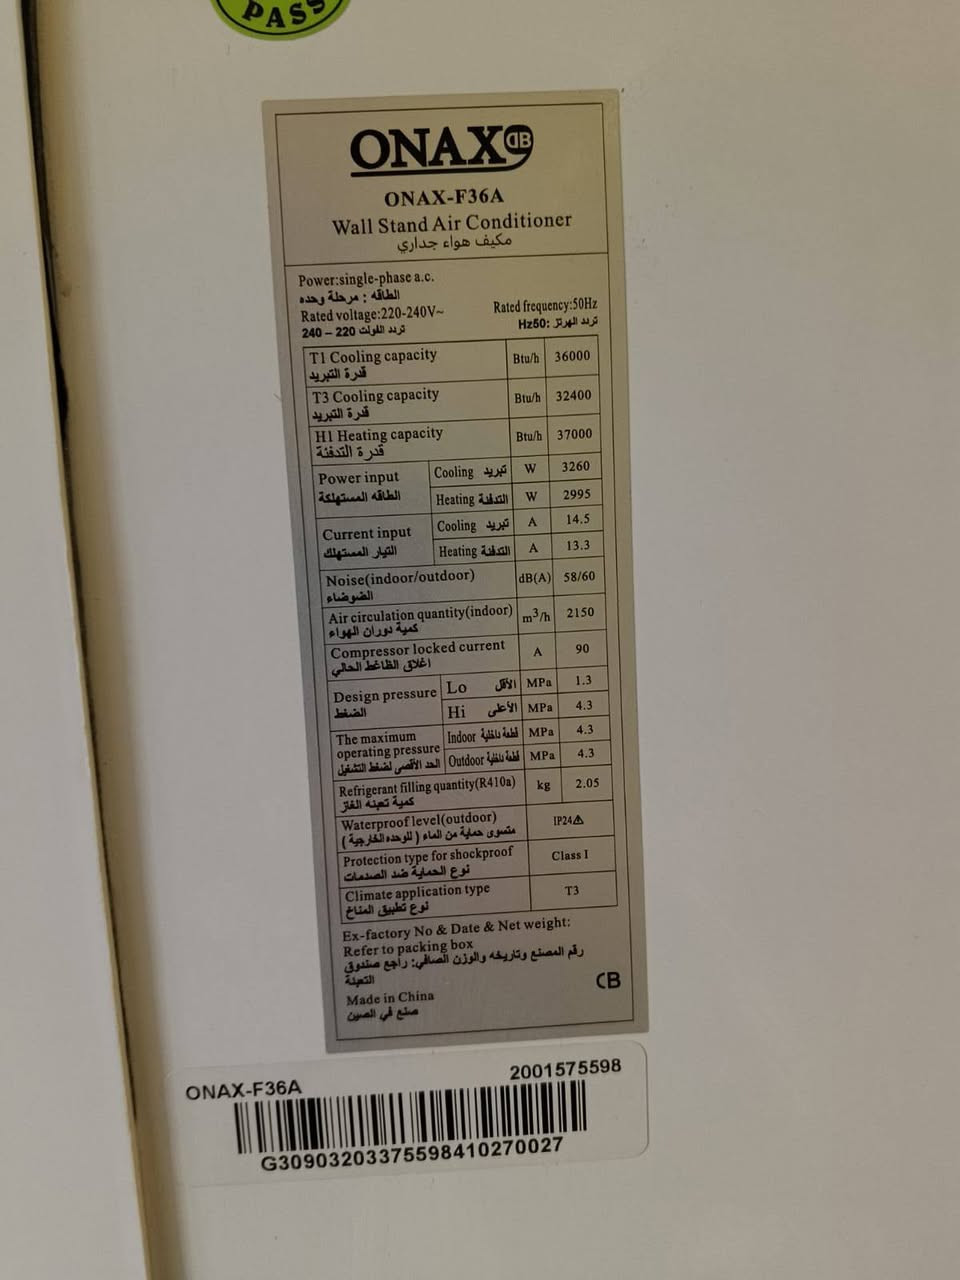 PASS
ONAX
ONAX-F36A
Wall Stand Air Conditioner
مكيف هواء جداري
Power:single-phase a.c.
الطاقه : مرحلة وحده
Rated voltage:220-240V~ Rated frequency:50Hz
تردد الفولت 220 – 240 تردد الهرتز :Hz50
T1 Cooling capacity Btu/h 36000
قدرة التبريد
T3 Cooling capacity Btu/h 32400
قدرة التبريد
H1 Heating capacity Btu/h 37000
قدرة التدفئة
Power input Cooling تبريد W 3260
الطاقه المستهلكة Heating التدفئة W 2995
Current input Cooling تبريد A 14.5
التيار المستهلك Heating التدفئة A 13.3
Noise(indoor/outdoor) dB(A) 58/60
الضوضاء
Air circulation quantity(indoor) m³/h 2150
كمية دوران الهواء
Compressor locked current A 90
اغلاق الظاغط الحالي
Design pressure Lo الأقل MPa 1.3
الضغط Hi الأعلى MPa 4.3
The maximum operating pressure Indoor قطعة داخلية MPa 4.3
الحد الأقصى لضغط التشغيل Outdoor قطعة داخلية MPa 4.3
Refrigerant filling quantity(R410a) kg 2.05
كمية تعبئه الغاز
Waterproof level(outdoor) IP24
متسوى حماية من الماء ( للوحده الخارجية )
Protection type for shockproof Class I
نوع الحماية ضد الصدمات
Climate application type T3
نوع تطبيق المناخ
Ex-factory No & Date & Net weight:
Refer to packing box
رقم المصنع وتاريخه والوزن الصافي: راجع صندوق
التعبئة
CB
Made in China
صنع في الصين
ONAX-F36A 2001575598
G309032033755598410270027